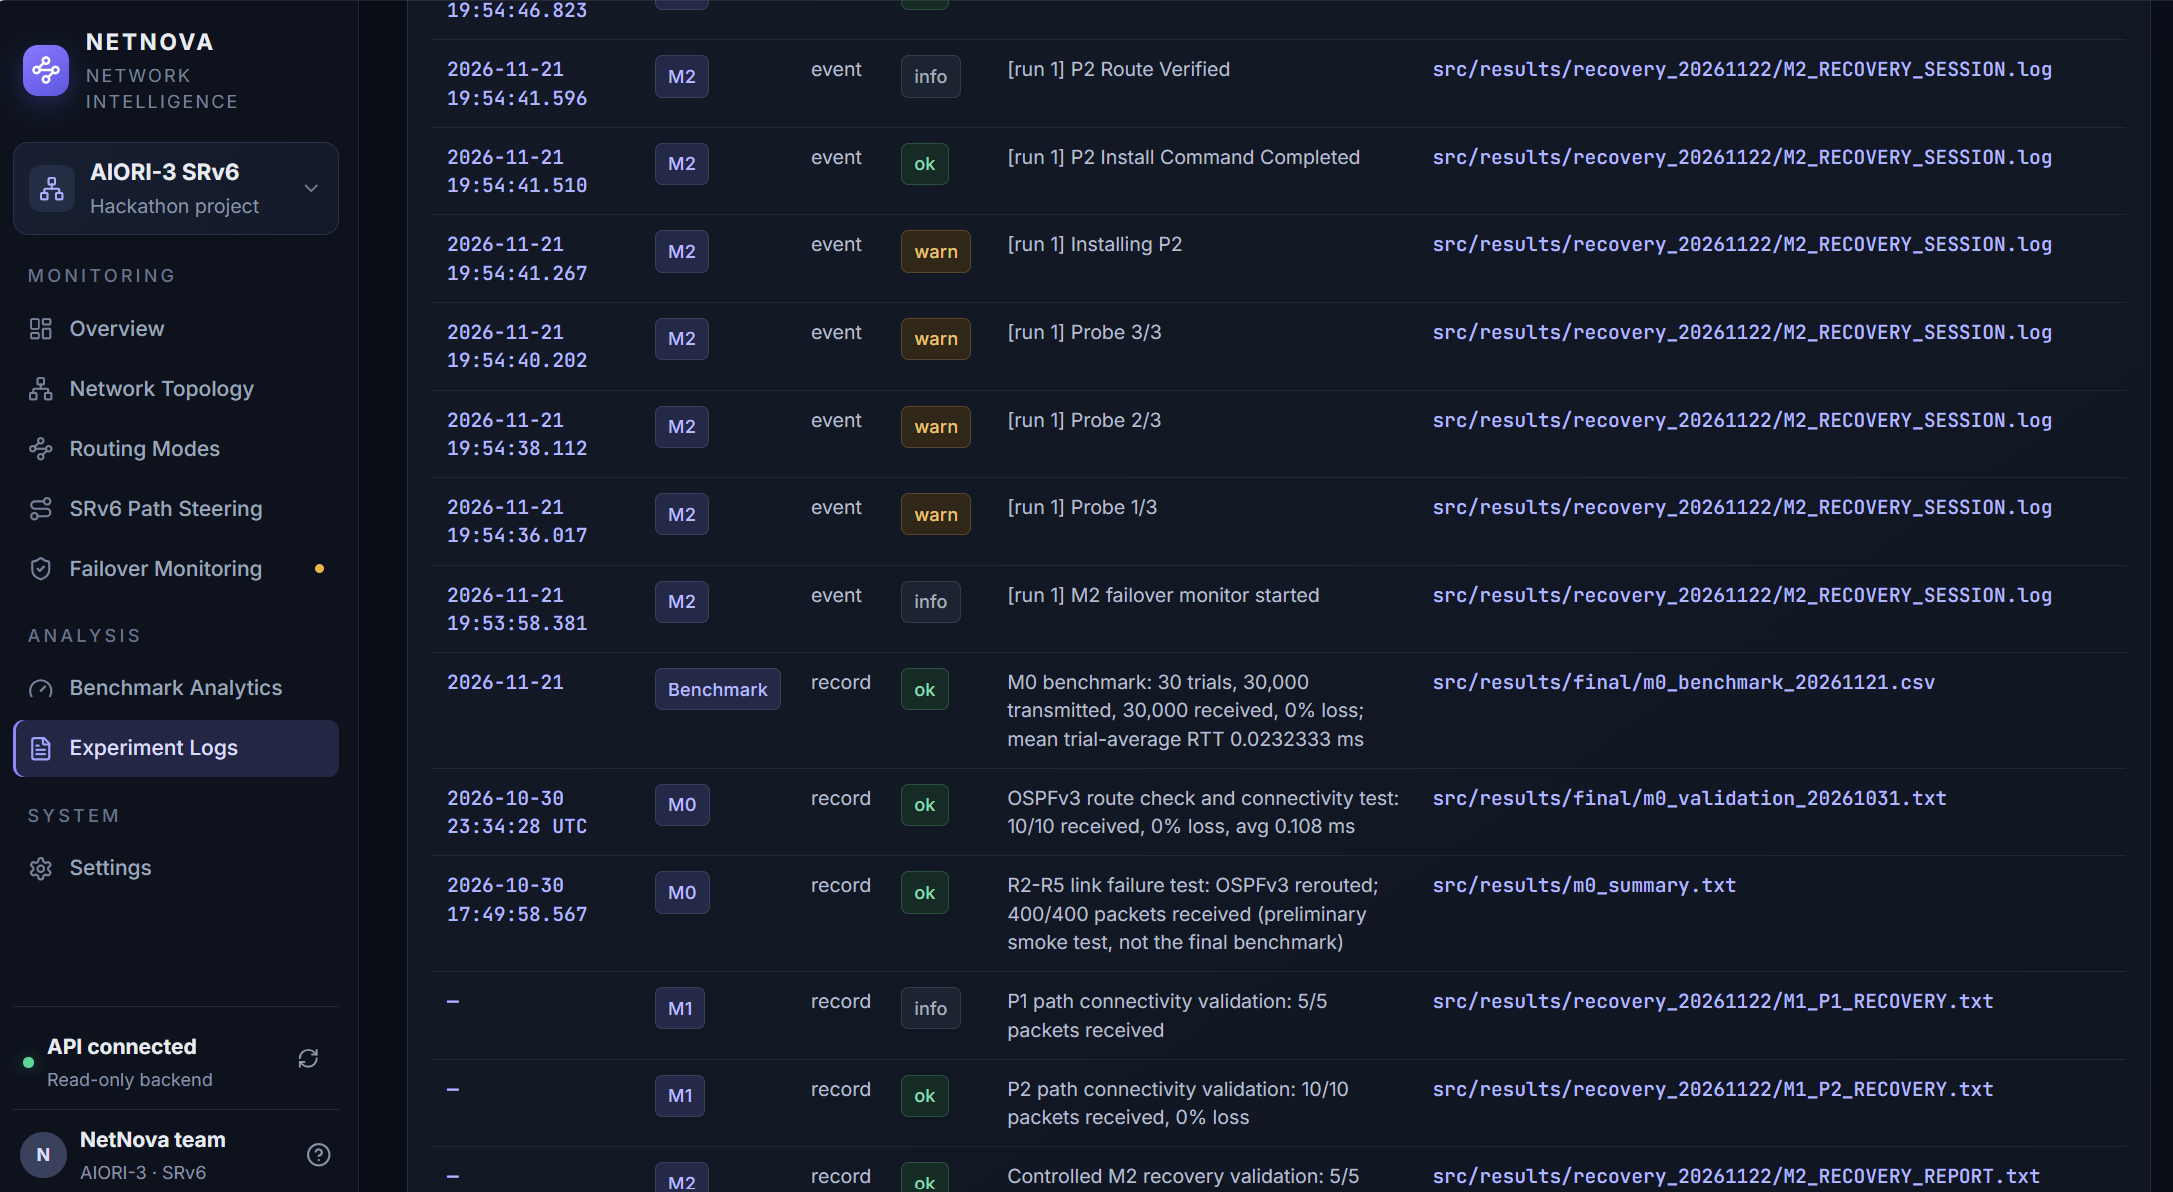 NETNOVA
NETWORK
INTELLIGENCE
AIORI-3 SRv6
Hackathon project
MONITORING
Overview
Network Topology
Routing Modes
SRv6 Path Steering
Failover Monitoring
ANALYSIS
Benchmark Analytics
Experiment Logs
SYSTEM
Settings
API connected
Read-only backend
N
NetNova team
AIORI-3 · SRv6
19:54:46.823
2026-11-21
19:54:41.596
M2
event
info
[run 1] P2 Route Verified
src/results/recovery_20261122/M2_RECOVERY_SESSION.log
2026-11-21
19:54:41.510
M2
event
ok
[run 1] P2 Install Command Completed
src/results/recovery_20261122/M2_RECOVERY_SESSION.log
2026-11-21
19:54:41.267
M2
event
warn
[run 1] Installing P2
src/results/recovery_20261122/M2_RECOVERY_SESSION.log
2026-11-21
19:54:40.202
M2
event
warn
[run 1] Probe 3/3
src/results/recovery_20261122/M2_RECOVERY_SESSION.log
2026-11-21
19:54:38.112
M2
event
warn
[run 1] Probe 2/3
src/results/recovery_20261122/M2_RECOVERY_SESSION.log
2026-11-21
19:54:36.017
M2
event
warn
[run 1] Probe 1/3
src/results/recovery_20261122/M2_RECOVERY_SESSION.log
2026-11-21
19:53:58.381
M2
event
info
[run 1] M2 failover monitor started
src/results/recovery_20261122/M2_RECOVERY_SESSION.log
2026-11-21
Benchmark
record
ok
M0 benchmark: 30 trials, 30,000
transmitted, 30,000 received, 0% loss;
mean trial-average RTT 0.0232333 ms
src/results/final/m0_benchmark_20261121.csv
2026-10-30
23:34:28 UTC
M0
record
ok
OSPFv3 route check and connectivity test:
10/10 received, 0% loss, avg 0.108 ms
src/results/final/m0_validation_20261031.txt
2026-10-30
17:49:58.567
M0
record
ok
R2-R5 link failure test: OSPFv3 rerouted;
400/400 packets received (preliminary
smoke test, not the final benchmark)
src/results/m0_summary.txt
—
M1
record
info
P1 path connectivity validation: 5/5
packets received
src/results/recovery_20261122/M1_P1_RECOVERY.txt
—
M1
record
ok
P2 path connectivity validation: 10/10
packets received, 0% loss
src/results/recovery_20261122/M1_P2_RECOVERY.txt
—
M2
record
ok
Controlled M2 recovery validation: 5/5
src/results/recovery_20261122/M2_RECOVERY_REPORT.txt